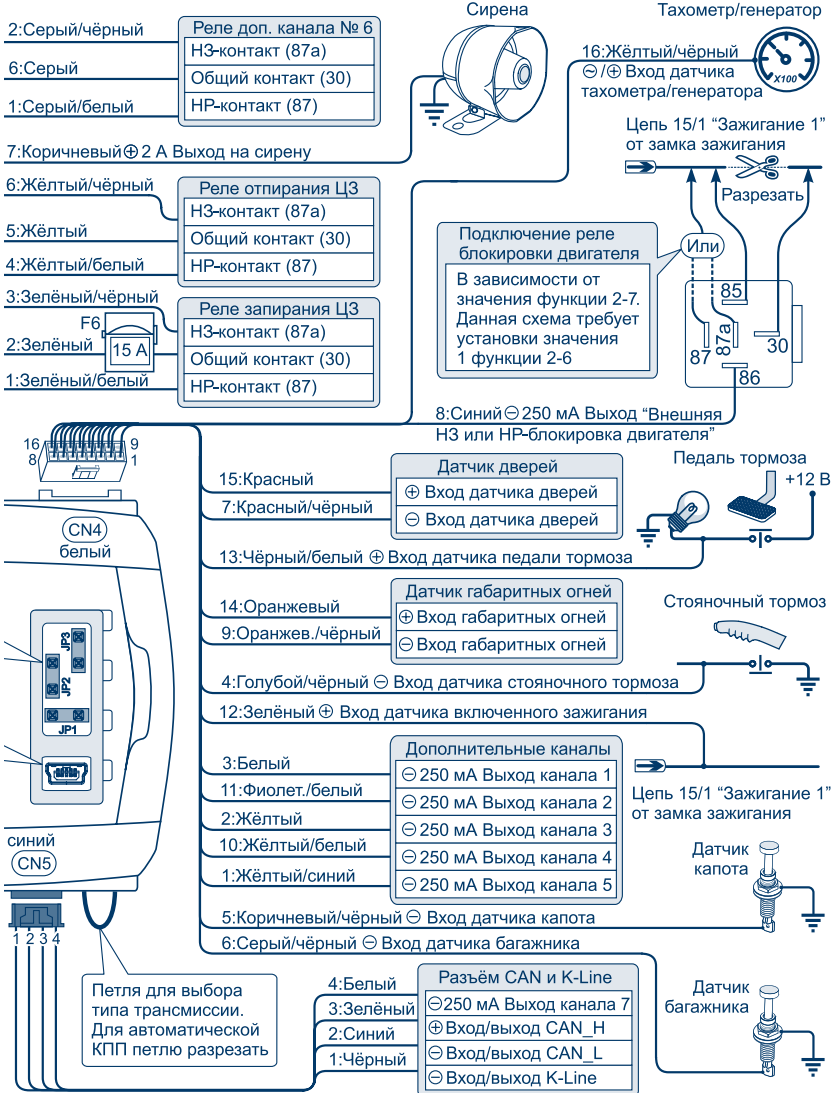 Сирена
Тахометр/генератор
2:Серый/чёрный
6:Серый
1:Серый/белый
Реле доп. канала № 6
НЗ-контакт (87а)
Общий контакт (30)
НР-контакт (87)
16:Жёлтый/чёрный
⊖/⊕ Вход датчика
тахометра/генератора
X100
7:Коричневый ⊕ 2 А Выход на сирену
Цепь 15/1 “Зажигание 1”
от замка зажигания
Разрезать
6:Жёлтый/чёрный
5:Жёлтый
4:Жёлтый/белый
Реле отпирания ЦЗ
НЗ-контакт (87а)
Общий контакт (30)
НР-контакт (87)
3:Зелёный/чёрный
F6
15 А
2:Зелёный
1:Зелёный/белый
Реле запирания ЦЗ
НЗ-контакт (87а)
Общий контакт (30)
НР-контакт (87)
Подключение реле
блокировки двигателя
В зависимости от
значения функции 2-7.
Данная схема требует
установки значения
1 функции 2-6
Или
85
87
87а
30
86
8:Синий ⊖ 250 мА Выход “Внешняя
НЗ или НР-блокировка двигателя”
16
9
8
1
CN4
белый
JP3
JP2
JP1
синий
CN5
1 2 3 4
15:Красный
7:Красный/чёрный
Датчик дверей
⊕ Вход датчика дверей
⊖ Вход датчика дверей
Педаль тормоза
+12 В
13:Чёрный/белый ⊕ Вход датчика педали тормоза
14:Оранжевый
9:Оранжев./чёрный
Датчик габаритных огней
⊕ Вход габаритных огней
⊖ Вход габаритных огней
Стояночный тормоз
4:Голубой/чёрный ⊖ Вход датчика стояночного тормоза
12:Зелёный ⊕ Вход датчика включенного зажигания
3:Белый
11:Фиолет./белый
2:Жёлтый
10:Жёлтый/белый
1:Жёлтый/синий
Дополнительные каналы
⊖ 250 мА Выход канала 1
⊖ 250 мА Выход канала 2
⊖ 250 мА Выход канала 3
⊖ 250 мА Выход канала 4
⊖ 250 мА Выход канала 5
Цепь 15/1 “Зажигание 1”
от замка зажигания
Датчик
капота
5:Коричневый/чёрный ⊖ Вход датчика капота
6:Серый/чёрный ⊖ Вход датчика багажника
Петля для выбора
типа трансмиссии.
Для автоматической
КПП петлю разрезать
4:Белый
3:Зелёный
2:Синий
1:Чёрный
Разъём CAN и K-Line
⊖250 мА Выход канала 7
⊕ Вход/выход CAN_H
⊖ Вход/выход CAN_L
⊖ Вход/выход K-Line
Датчик
багажника